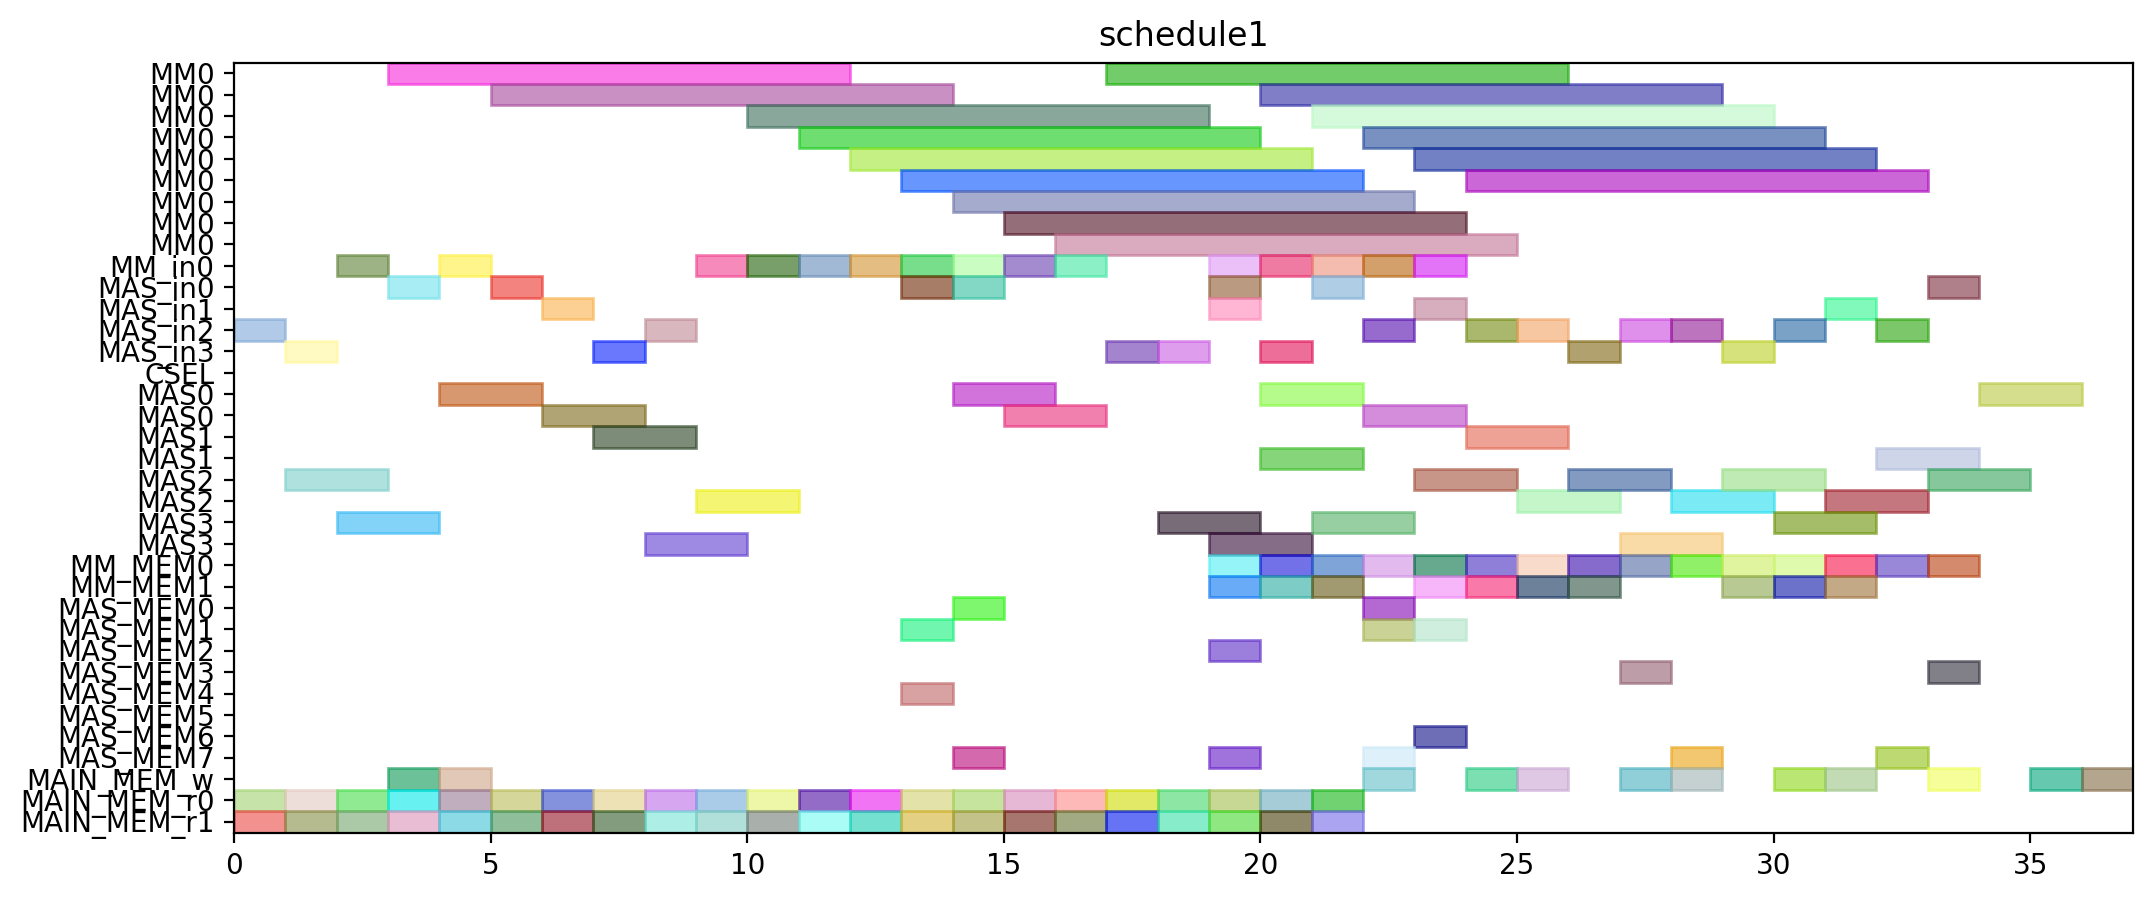 schedule1
MM0
MM0
MM0
MM0
MM0
MM0
MM0
MM0
MM0
MM_in0
MAS_in0
MAS_in1
MAS_in2
MAS_in3
CSEL
MAS0
MAS0
MAS1
MAS1
MAS2
MAS2
MAS3
MAS3
MM_MEM0
MM_MEM1
MAS_MEM0
MAS_MEM1
MAS_MEM2
MAS_MEM3
MAS_MEM4
MAS_MEM5
MAS_MEM6
MAS_MEM7
MAIN_MEM_w
MAIN_MEM_r0
MAIN_MEM_r1
0 5 10 15 20 25 30 35